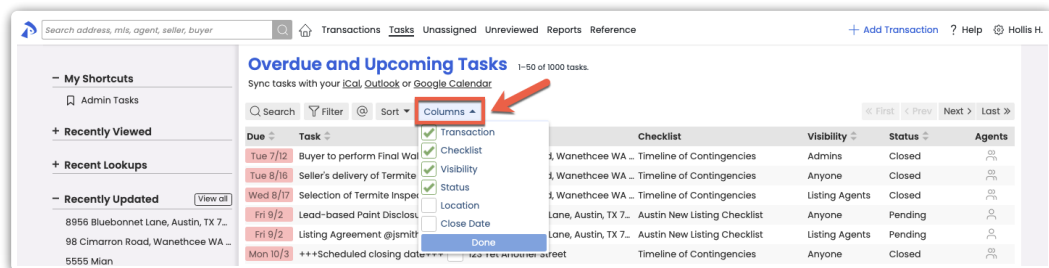 Search address, mls, agent, seller, buyer
Transactions Tasks Unassigned Unreviewed Reports Reference
+ Add Transaction ? Help Hollis H.
Overdue and Upcoming Tasks 1-50 of 1000 tasks.
Sync tasks with your iCal, Outlook or Google Calendar
− My Shortcuts
Admin Tasks
+ Recently Viewed
+ Recent Lookups
− Recently Updated View all
8956 Bluebonnet Lane, Austin, TX 7...
98 Cimarron Road, Wanethcee WA ...
5555 Mian
Search Filter @ Sort Columns « First < Prev Next > Last »
Due Task Checklist Visibility Status Agents
Transaction
Checklist
Visibility
Status
Location
Close Date
Done
Tue 7/12 Buyer to perform Final Wal d, Wanethcee WA ... Timeline of Contingencies Admins Closed
Tue 8/16 Seller's delivery of Termite d, Wanethcee WA ... Timeline of Contingencies Anyone Closed
Wed 8/17 Selection of Termite Inspe d, Wanethcee WA ... Timeline of Contingencies Listing Agents Closed
Fri 9/2 Lead-based Paint Disclosu Lane, Austin, TX 7... Austin New Listing Checklist Anyone Pending
Fri 9/2 Listing Agreement @jsmith Lane, Austin, TX 7... Austin New Listing Checklist Listing Agents Pending
Mon 10/3 +++Scheduled closing date+++ 123 Yet Another Street Timeline of Contingencies Anyone Closed